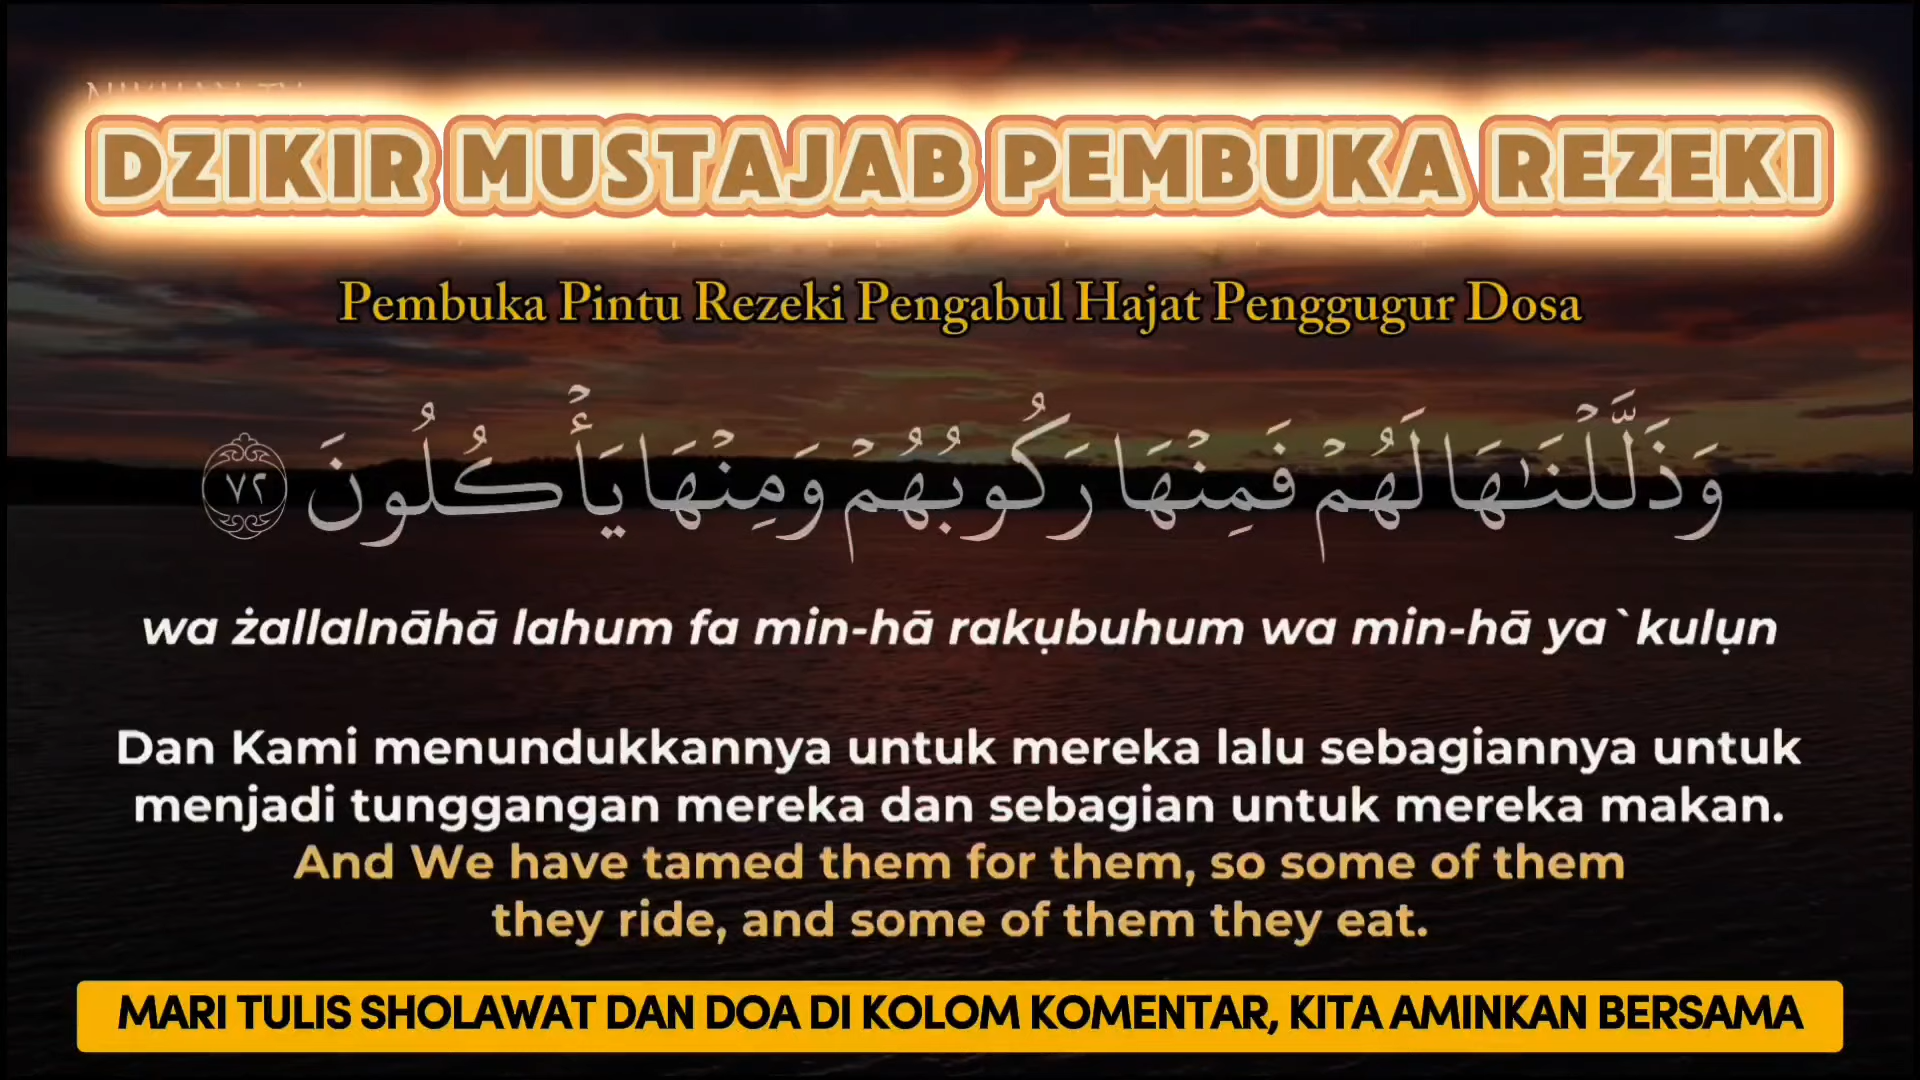 DZIKIR MUSTAJAB PEMBUKA REZEKI
Pembuka Pintu Rezeki Pengabul Hajat Penggugur Dosa
وَذَلَّلْنَٰهَا لَهُمْ فَمِنْهَا رَكُوبُهُمْ وَمِنْهَا يَأْكُلُونَ ٧٢
wa żallalnāhā lahum fa min-hā rakụbuhum wa min-hā ya`kulụn
Dan Kami menundukkannya untuk mereka lalu sebagiannya untuk
menjadi tunggangan mereka dan sebagian untuk mereka makan.
And We have tamed them for them, so some of them
they ride, and some of them they eat.
MARI TULIS SHOLAWAT DAN DOA DI KOLOM KOMENTAR, KITA AMINKAN BERSAMA